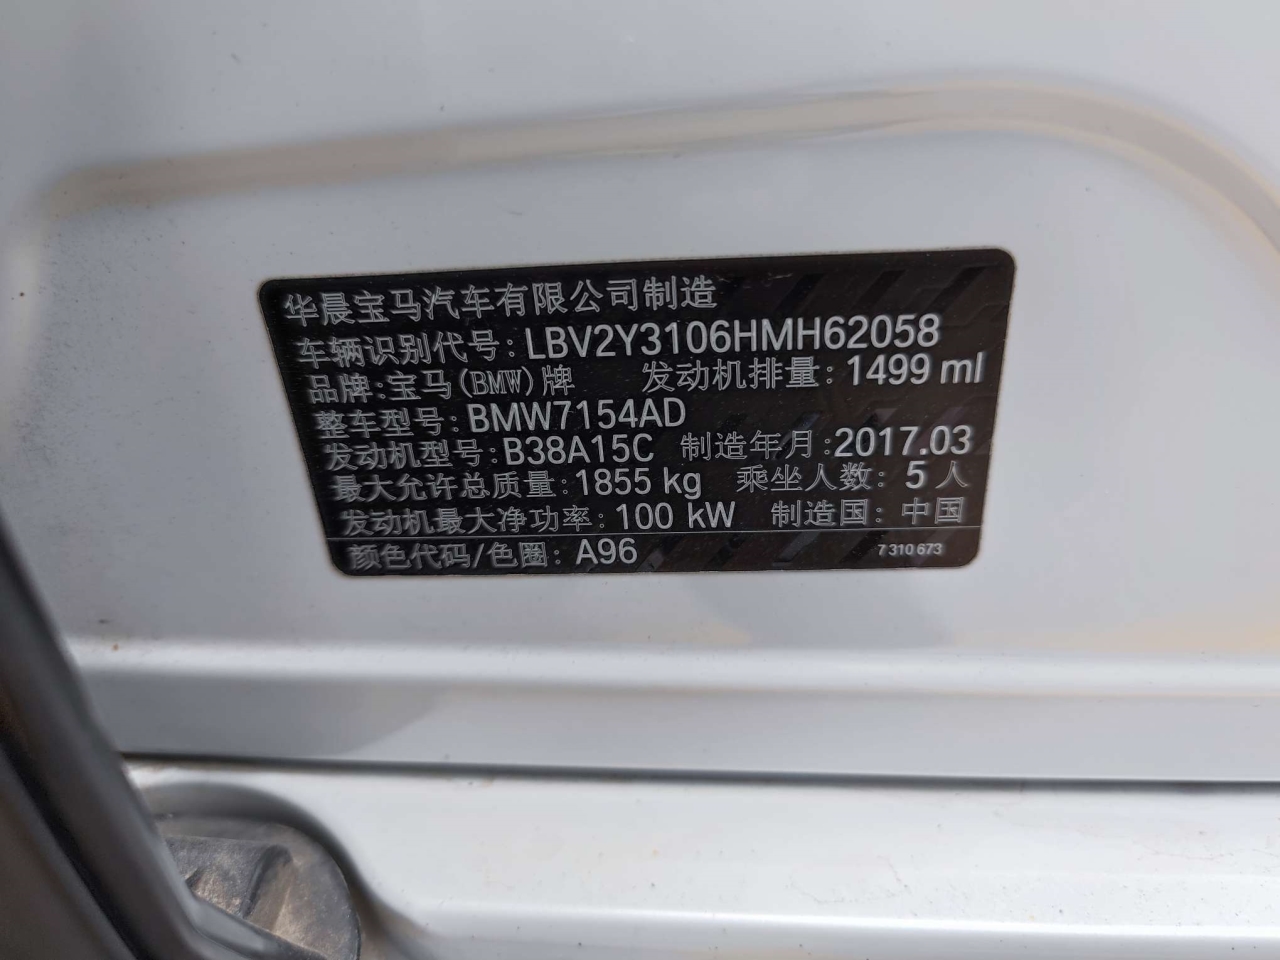 华晨宝马汽车有限公司制造
车辆识别代号: LBV2Y3106HMH62058
品牌:宝马(BMW)牌 发动机排量: 1499 ml
整车型号: BMW7154AD
发动机型号: B38A15C 制造年月:2017.03
最大允许总质量: 1855 kg 乘坐人数: 5 人
发动机最大净功率: 100 kW 制造国: 中国
颜色代码/色圈: A96 7 310 673